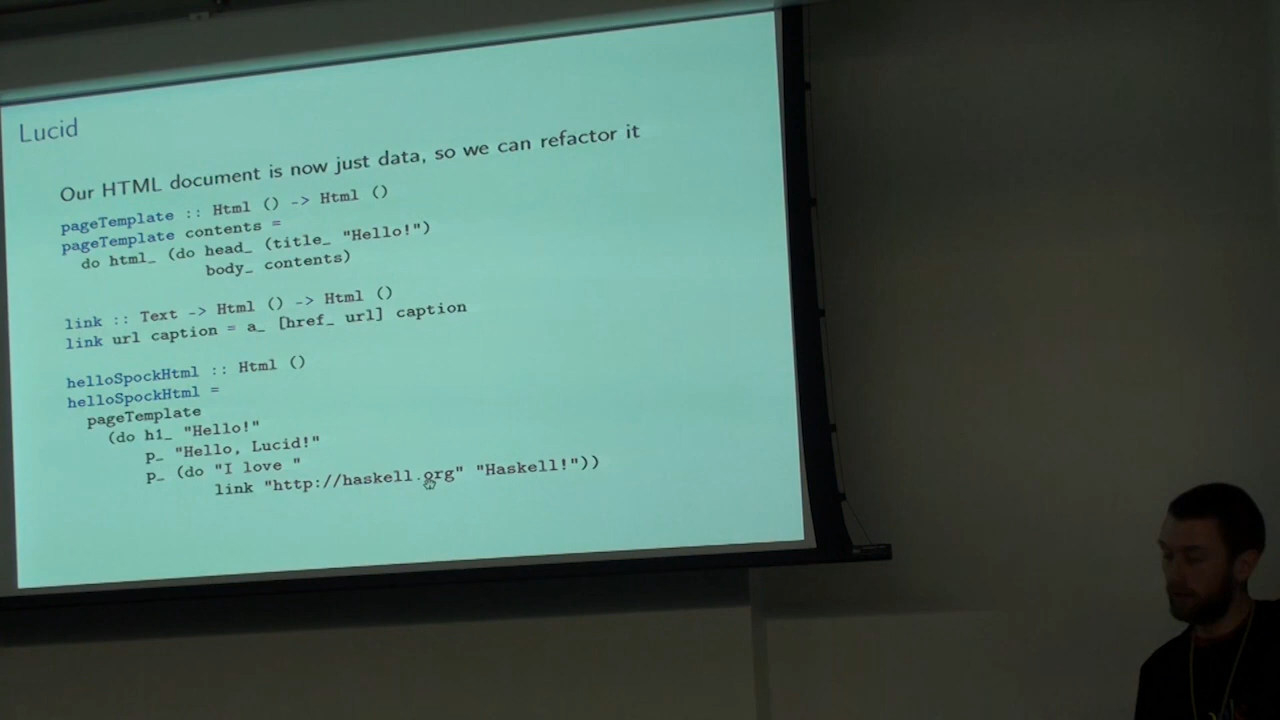 Lucid
Our HTML document is now just data, so we can refactor it
pageTemplate :: Html () -> Html ()
pageTemplate contents =
do html_ (do head_ (title_ "Hello!")
body_ contents)
link :: Text -> Html () -> Html ()
link url caption = a_ [href_ url] caption
helloSpockHtml :: Html ()
helloSpockHtml =
pageTemplate
(do h1_ "Hello!"
p_ "Hello, Lucid!"
p_ (do "I love "
link "http://haskell.org" "Haskell!"))